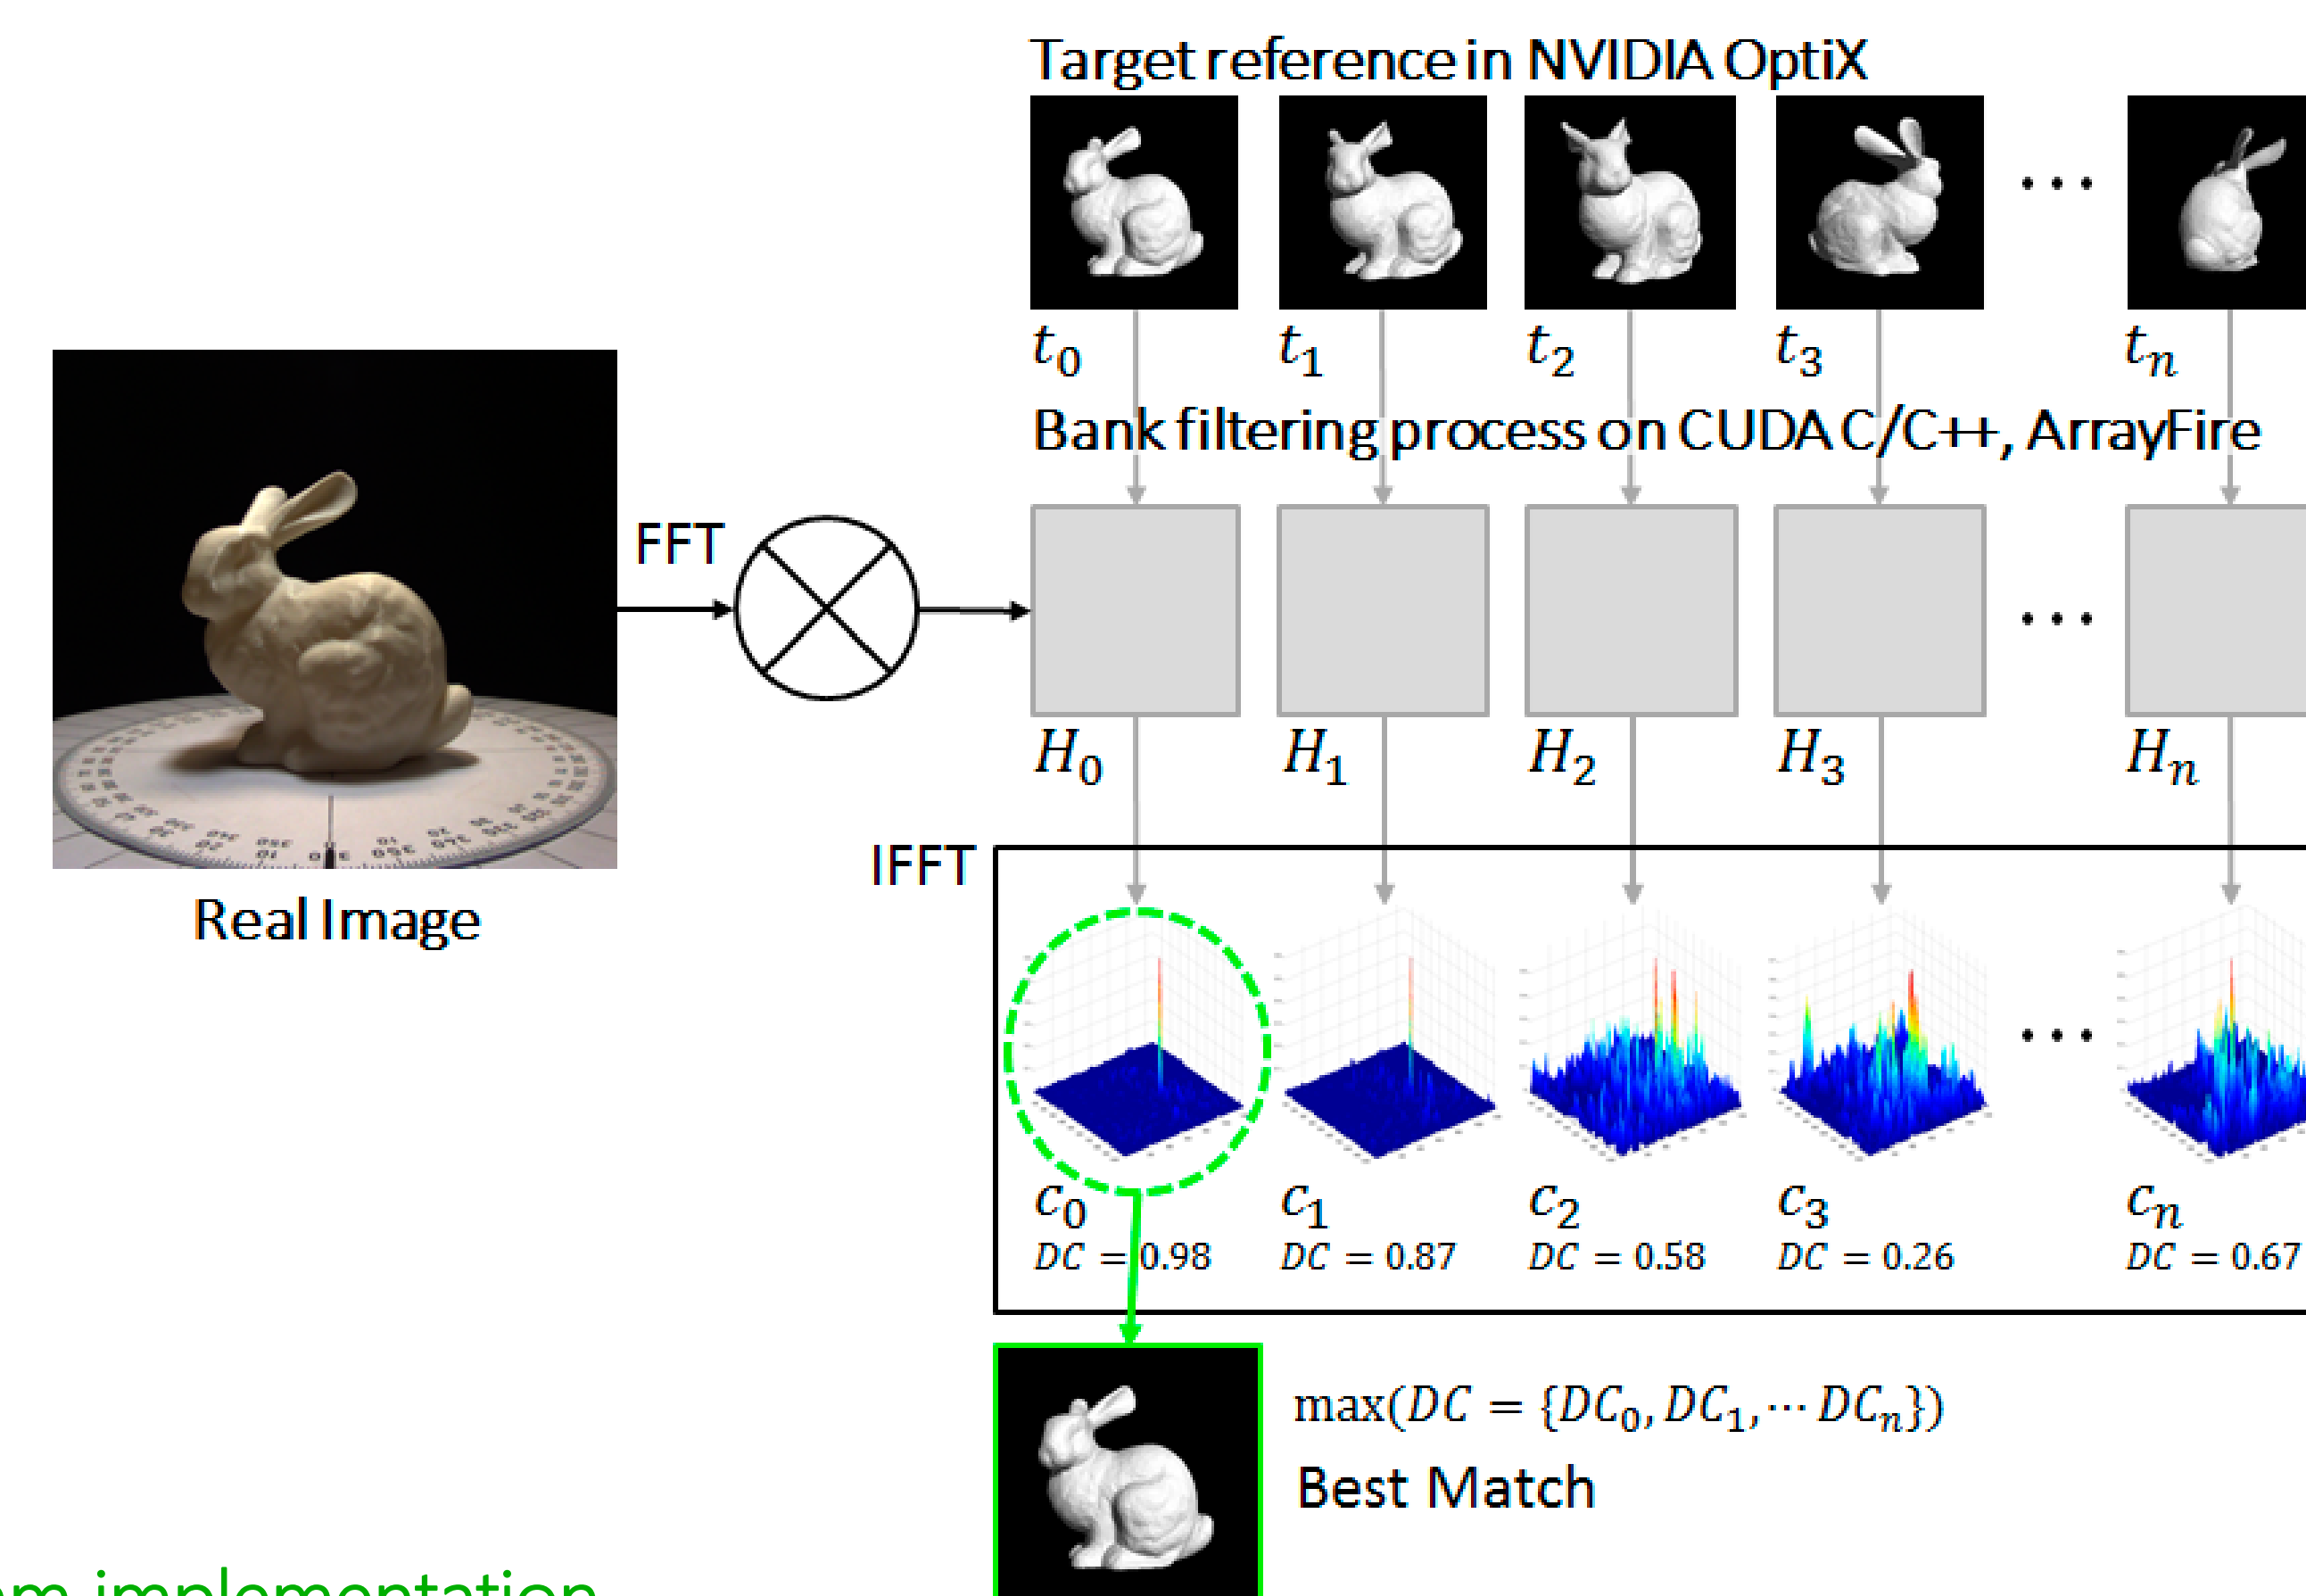 Target reference in NVIDIA OptiX
t₀ t₁ t₂ t₃ tₙ
Bank filtering process on CUDA C/C++, ArrayFire
FFT
H₀ H₁ H₂ H₃ Hₙ
IFFT
Real Image
c₀ c₁ c₂ c₃ cₙ
DC = 0.98 DC = 0.87 DC = 0.58 DC = 0.26 DC = 0.67
max(DC = {DC₀, DC₁, ⋯ DCₙ})
Best Match
implementation